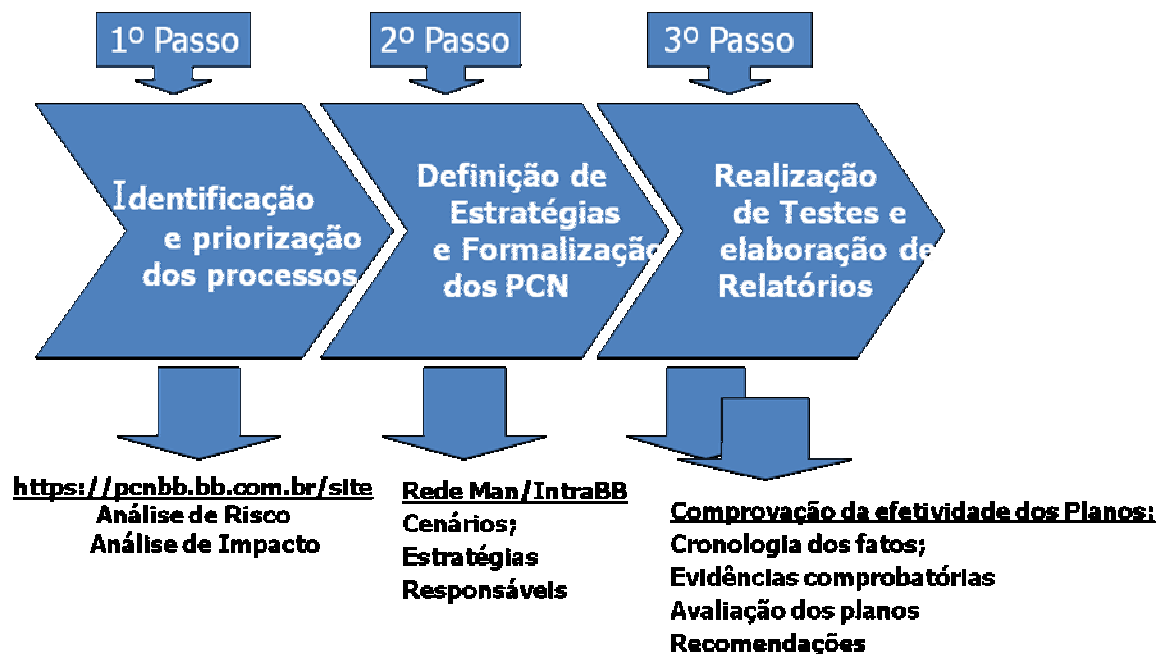 1º Passo
2º Passo
3º Passo
Identificação
e priorização
dos processos
Definição de
Estratégias
e Formalização
dos PCN
Realização
de Testes e
elaboração de
Relatórios
https://pcnbb.bb.com.br/site
Análise de Risco
Análise de Impacto
Rede Man/IntraBB
Cenários;
Estratégias
Responsáveis
Comprovação da efetividade dos Planos:
Cronologia dos fatos;
Evidências comprobatórias
Avaliação dos planos
Recomendações